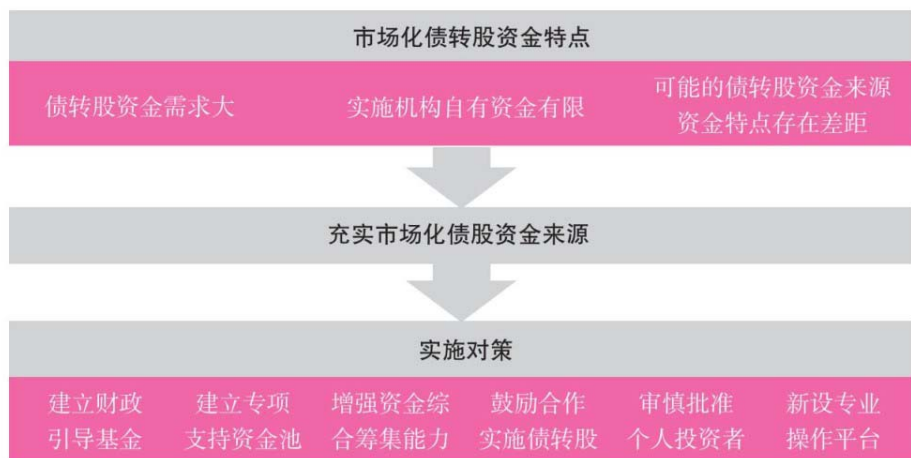 市场化债转股资金特点
债转股资金需求大 实施机构自有资金有限 可能的债转股资金来源
资金特点存在差距
充实市场化债股资金来源
实施对策
建立财政 建立专项 增强资金综 鼓励合作 审慎批准 新设专业
引导基金 支持资金池 合筹集能力 实施债转股 个人投资者 操作平台